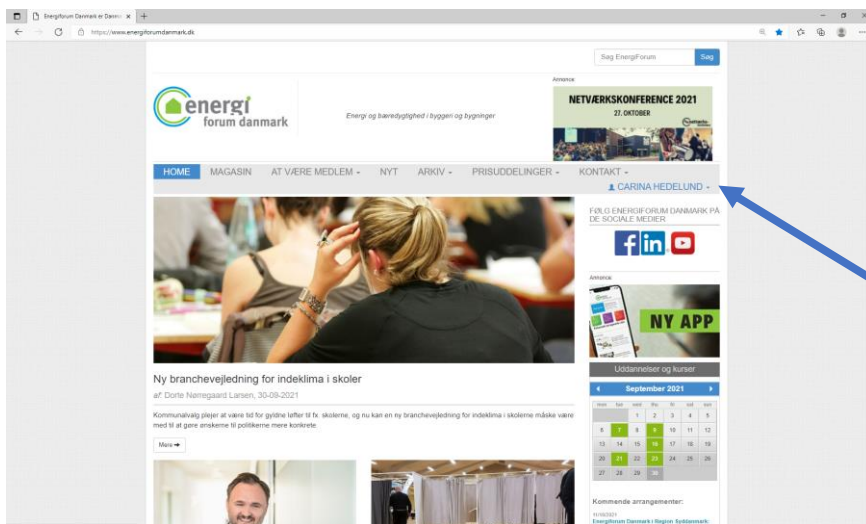 Energiforum Danmark er Danm
https://www.energiforumdanmark.dk
Søg EnergiForum
Søg
Annonce
energi
forum danmark
Energi og bæredygtighed i byggeri og bygninger
NETVÆRKSKONFERENCE 2021
27. OKTOBER
HOME MAGASIN AT VÆRE MEDLEM NYT ARKIV PRISUDDELINGER KONTAKT
CARINA HEDELUND
FØLG ENERGIFORUM DANMARK PÅ
DE SOCIALE MEDIER
f in
Annonce
NY APP
Ny branchevejledning for indeklima i skoler
af: Dorte Nørregaard Larsen, 30-09-2021
Kommunalvalg plejer at være tid for gyldne løfter til fx. skolerne, og nu kan en ny branchevejledning for indeklima i skolerne måske være
med til at gøre ønskerne til politikerne mere konkrete.
Mere
Uddannelser og kurser
September 2021
man tir ons tor fr lør søn
1 2 3 4 5
6 7 8 9 10 11 12
13 14 15 16 17 18 19
20 21 22 23 24 25 26
27 28 29 30
Kommende arrangementer:
Energiforum Danmark i Region Syddanmark: